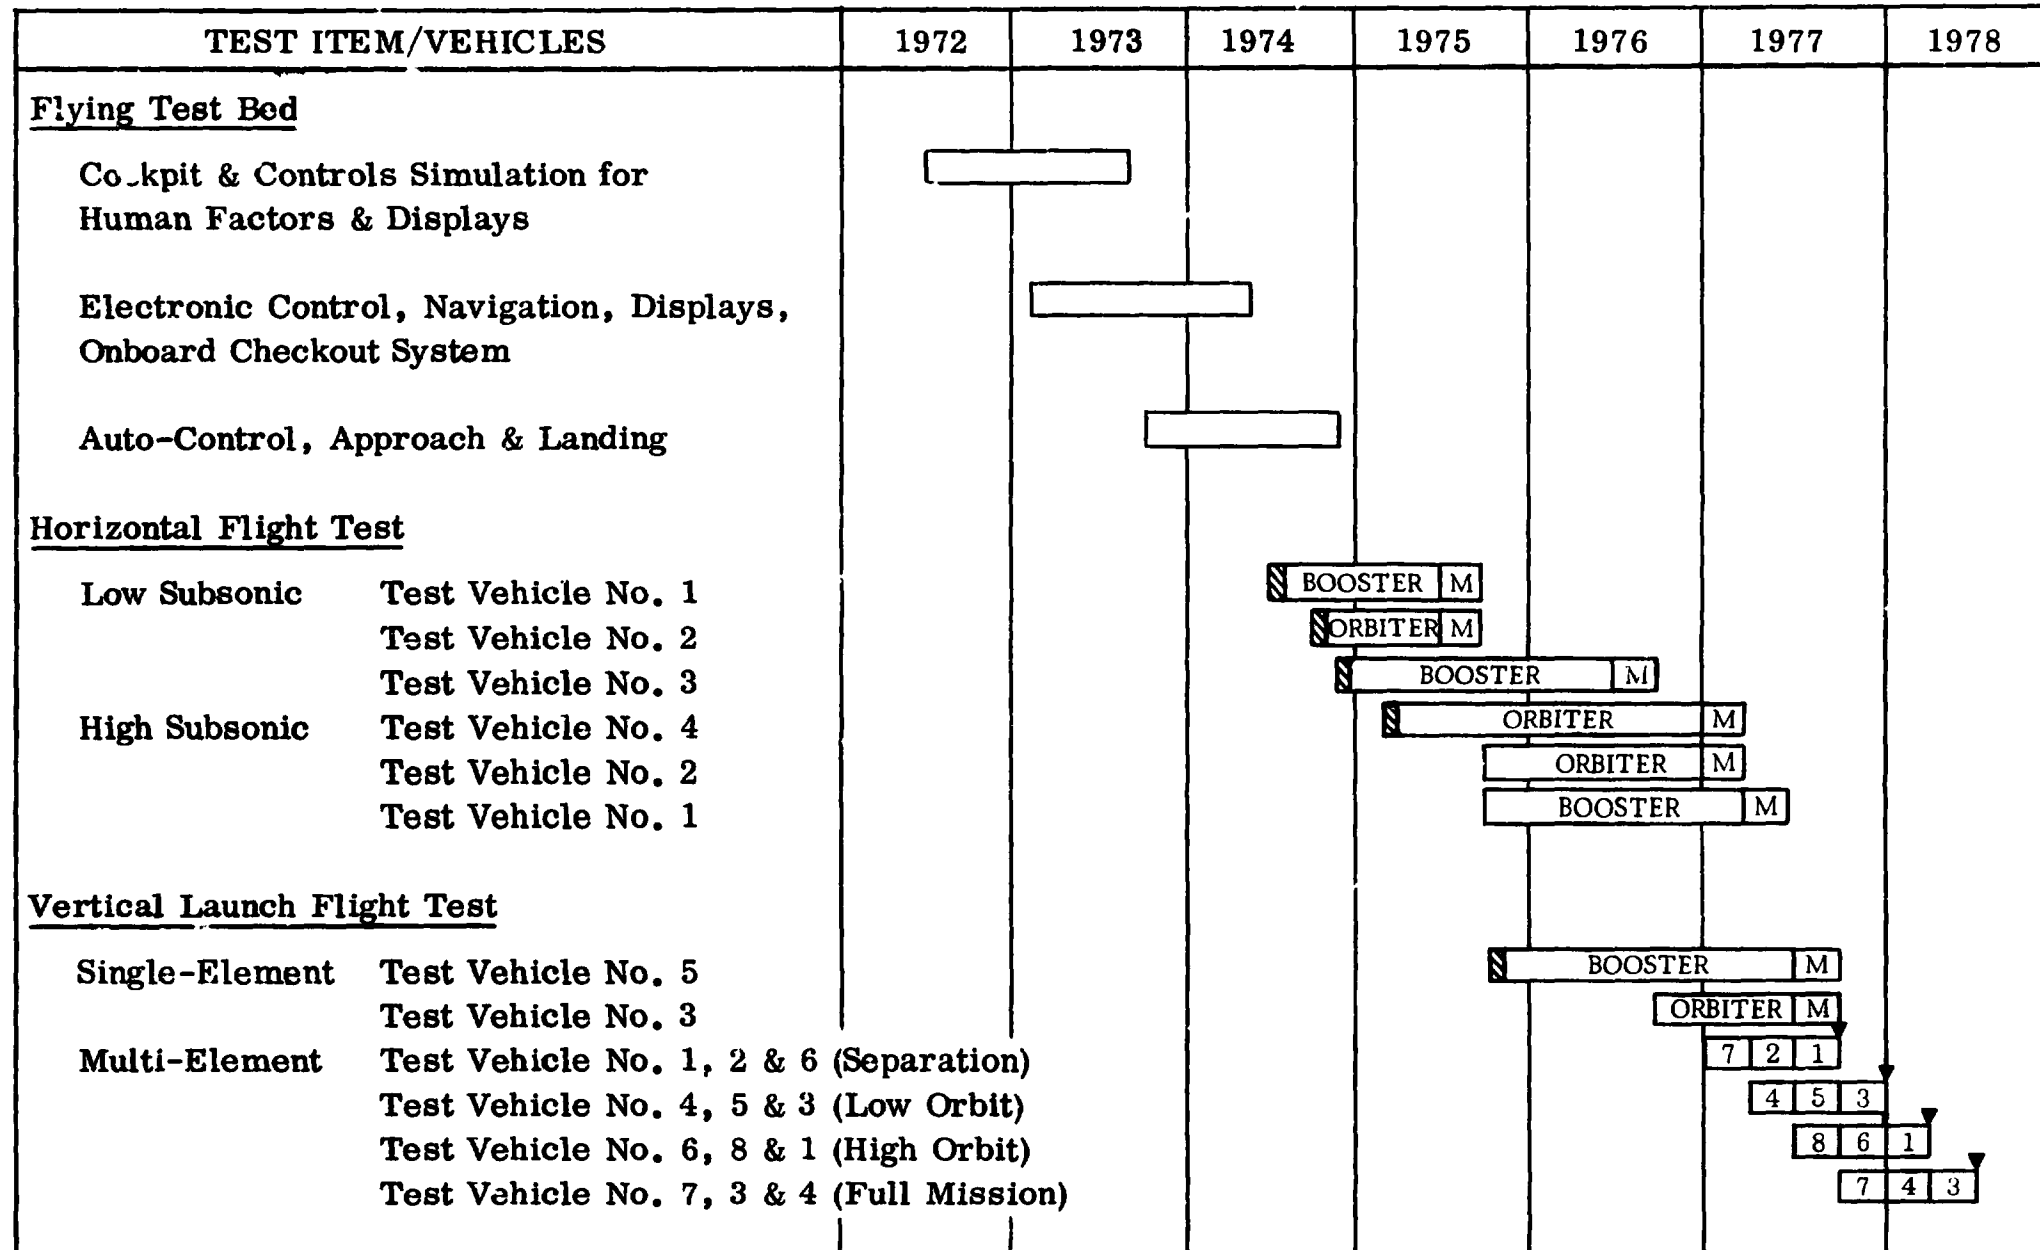 TEST ITEM/VEHICLES 1972 1973 1974 1975 1976 1977 1978
Flying Test Bed
Co kpit & Controls Simulation for
Human Factors & Displays
Electronic Control, Navigation, Displays,
Onboard Checkout System
Auto-Control, Approach & Landing
Horizontal Flight Test
Low Subsonic Test Vehicle No. 1 BOOSTER M
Test Vehicle No. 2 ORBITER M
Test Vehicle No. 3 BOOSTER M
High Subsonic Test Vehicle No. 4 ORBITER M
Test Vehicle No. 2 ORBITER M
Test Vehicle No. 1 BOOSTER M
Vertical Launch Flight Test
Single-Element Test Vehicle No. 5 BOOSTER M
Test Vehicle No. 3 ORBITER M
Multi-Element Test Vehicle No. 1, 2 & 6 (Separation) 7 2 1
Test Vehicle No. 4, 5 & 3 (Low Orbit) 4 5 3
Test Vehicle No. 6, 8 & 1 (High Orbit) 8 6 1
Test Vehicle No. 7, 3 & 4 (Full Mission) 7 4 3